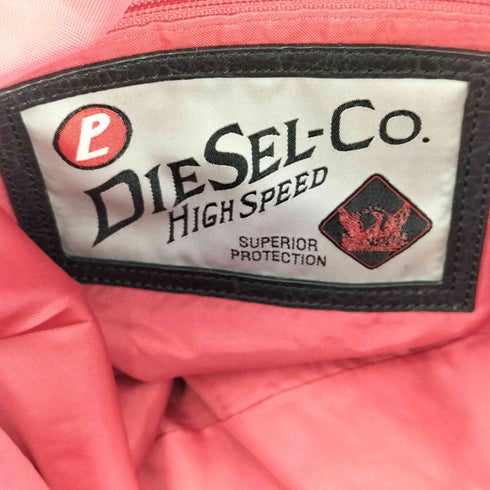 P
DIESEL-CO.
HIGH SPEED
SUPERIOR
PROTECTION